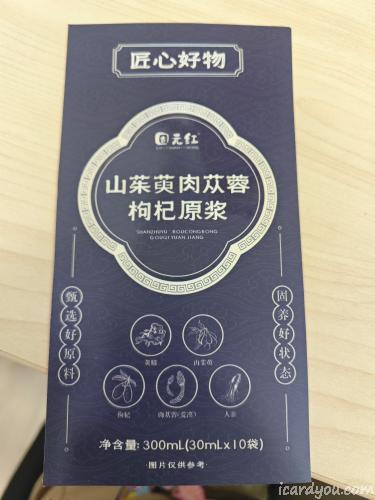 匠心好物
固元红
山茱萸肉苁蓉
枸杞原浆
SHANZHUYU ROUCONGRONG
GOUQI YUAN JIANG
甄选好原料
固养好状态
黄精
山茱萸
枸杞
肉苁蓉(荒漠)
人参
净含量: 300mL(30mL×10袋)
·图片仅供参考·
icardyou.com